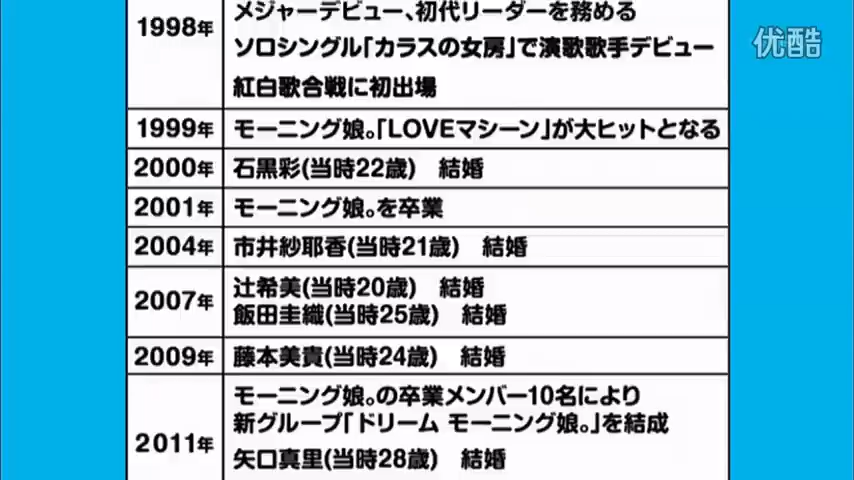 1998年
メジャーデビュー、初代リーダーを務める
ソロシングル「カラスの女房」で演歌歌手デビュー
紅白歌合戦に初出場
優酷
1999年 モーニング娘。「LOVEマシーン」が大ヒットとなる
2000年 石黒彩(当時22歳) 結婚
2001年 モーニング娘。を卒業
2004年 市井紗耶香(当時21歳) 結婚
2007年
辻希美(当時20歳) 結婚
飯田圭織(当時25歳) 結婚
2009年 藤本美貴(当時24歳) 結婚
2011年
モーニング娘。の卒業メンバー10名により
新グループ「ドリーム モーニング娘。」を結成
矢口真里(当時28歳) 結婚